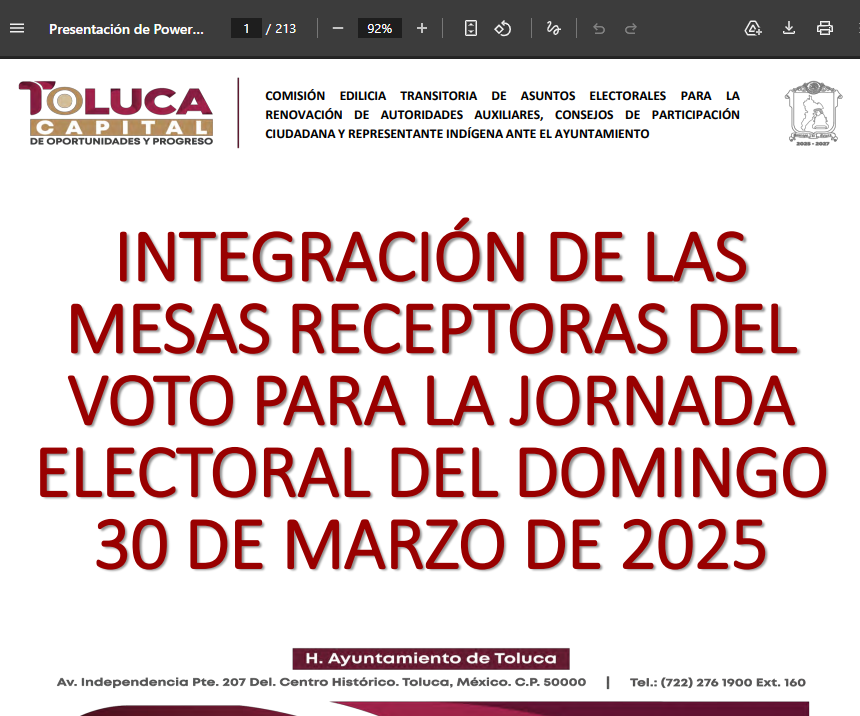 Presentación de Power...
1 / 213
92%
TOLUCA
CAPITAL
DE OPORTUNIDADES Y PROGRESO
COMISIÓN EDILICIA TRANSITORIA DE ASUNTOS ELECTORALES PARA LA
RENOVACIÓN DE AUTORIDADES AUXILIARES, CONSEJOS DE PARTICIPACIÓN
CIUDADANA Y REPRESENTANTE INDÍGENA ANTE EL AYUNTAMIENTO
2025 - 2027
INTEGRACIÓN DE LAS
MESAS RECEPTORAS DEL
VOTO PARA LA JORNADA
ELECTORAL DEL DOMINGO
30 DE MARZO DE 2025
H. Ayuntamiento de Toluca
Av. Independencia Pte. 207 Del. Centro Histórico. Toluca, México. C.P. 50000 | Tel.: (722) 276 1900 Ext. 160